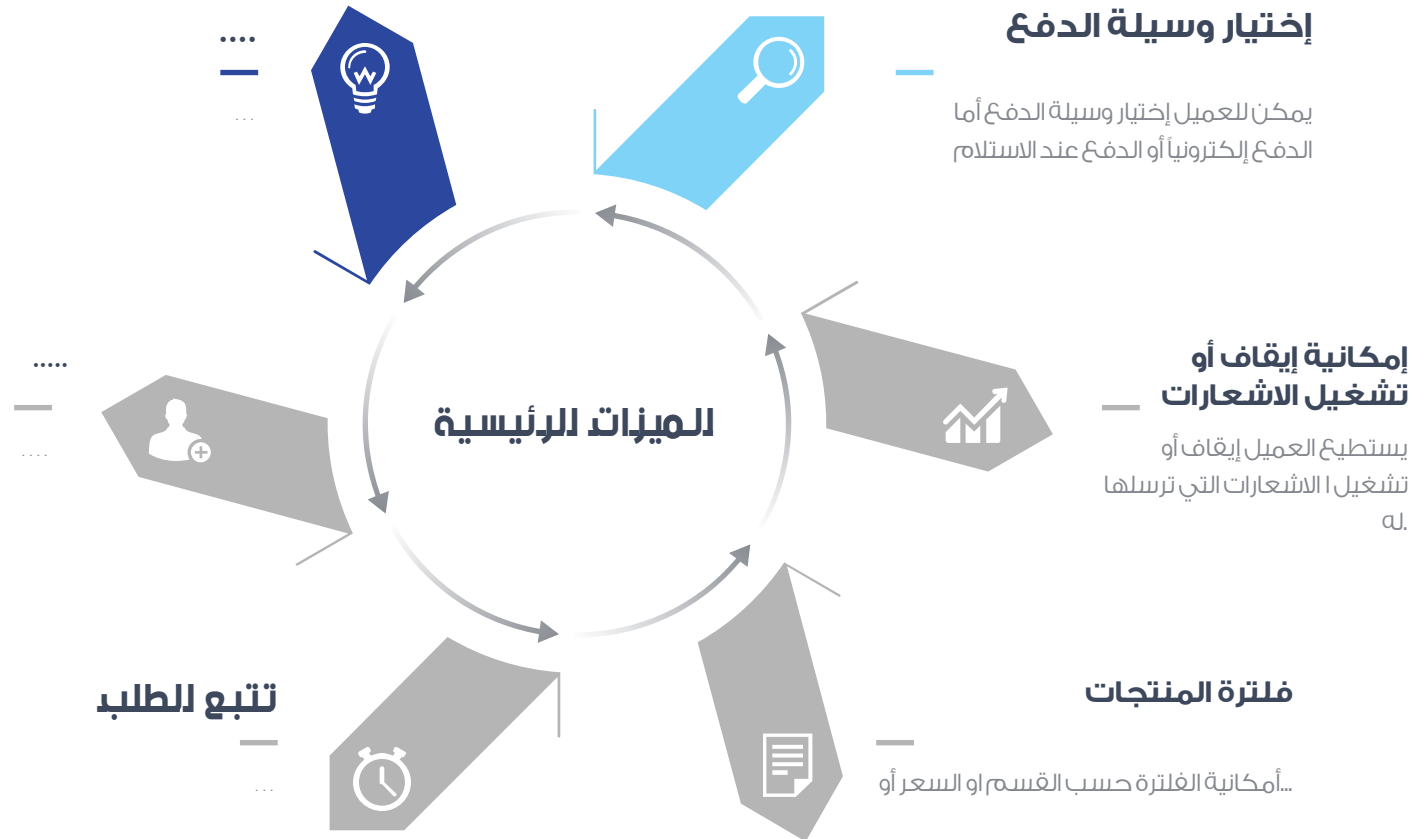 إختيار وسيلة الدفع
يمكن للعميل إختيار وسيلة الدفع أما
الدفع إلكترونياً أو الدفع عند الاستلام
....
...
إمكانية إيقاف أو
تشغيل الاشعارات
يستطيع العميل إيقاف أو
تشغيل ا الاشعارات التي ترسلها
له.
الميزات الرئيسية
.....
....
فلترة المنتجات
أمكانية الفلترة حسب القسم او السعر أو...
تتبع الطلب
...